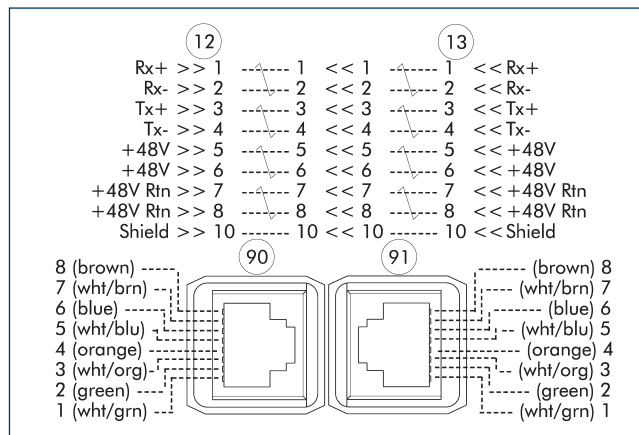 12 13
Rx+ >> 1 1 << 1 1 << Rx+
Rx- >> 2 2 << 2 2 << Rx-
Tx+ >> 3 3 << 3 3 << Tx+
Tx- >> 4 4 << 4 4 << Tx-
+48V >> 5 5 << 5 5 << +48V
+48V >> 6 6 << 6 6 << +48V
+48V Rtn >> 7 7 << 7 7 << +48V Rtn
+48V Rtn >> 8 8 << 8 8 << +48V Rtn
Shield >> 10 10 << 10 10 << Shield
90 91
8 (brown) (brown) 8
7 (wht/brn) (wht/brn) 7
6 (blue) (blue) 6
5 (wht/blu) (wht/blu) 5
4 (orange) (orange) 4
3 (wht/org) (wht/org) 3
2 (green) (green) 2
1 (wht/grn) (wht/grn) 1